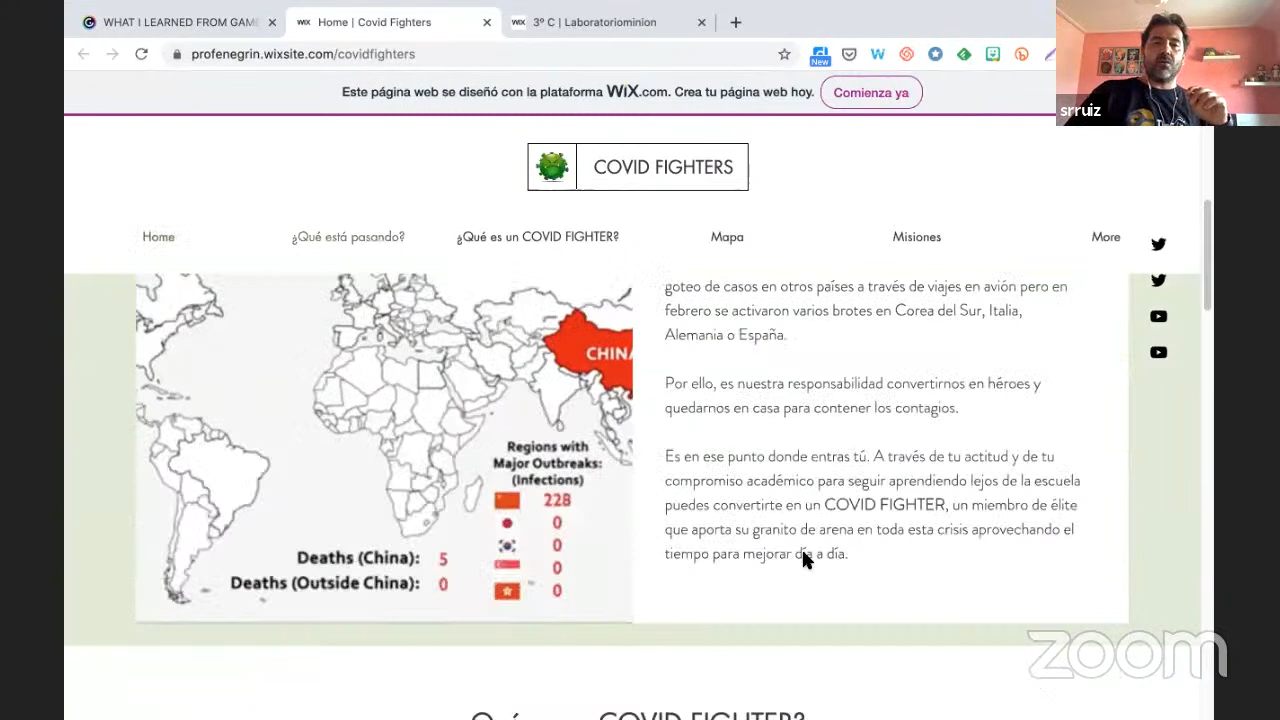 WHAT I LEARNED FROM GAM
Home | Covid Fighters
3º C | Laboratoriominion
profenegrin.wixsite.com/covidfighters
New
Este página web se diseñó con la plataforma WiX.com. Crea tu página web hoy.
Comienza ya
srruiz
COVID FIGHTERS
Home
¿Qué está pasando?
¿Qué es un COVID FIGHTER?
Mapa
Misiones
More
goteo de casos en otros países a través de viajes en avión pero en
febrero se activaron varios brotes en Corea del Sur, Italia,
Alemania o España.
Por ello, es nuestra responsabilidad convertirnos en héroes y
quedarnos en casa para contener los contagios.
Es en ese punto donde entras tú. A través de tu actitud y de tu
compromiso académico para seguir aprendiendo lejos de la escuela
puedes convertirte en un COVID FIGHTER, un miembro de élite
que aporta su granito de arena en toda esta crisis aprovechando el
tiempo para mejorar día a día.
CHINA
Regions with
Major Outbreaks:
(Infections)
228
0
0
0
0
Deaths (China): 5
Deaths (Outside China): 0
COVID FIGHTER?
zoom